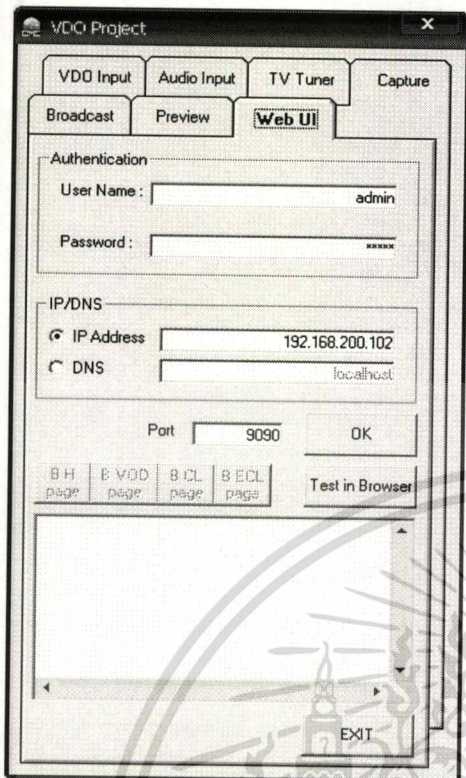 VDO Project
X
VDO Input Audio Input TV Tuner Capture
Broadcast Preview Web UI
Authentication
User Name : admin
Password : *****
IP/DNS
IP Address 192.168.200.102
DNS localhost
Port 9090 OK
B H page B VOD page B CL page B ECL page Test in Browser
EXIT